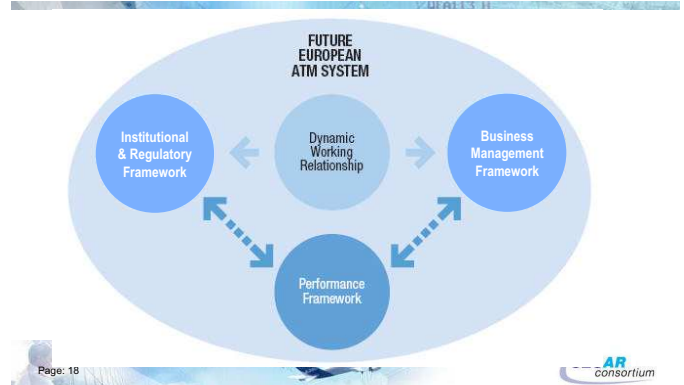 FUTURE
EUROPEAN
ATM SYSTEM
Institutional
& Regulatory
Framework
Dynamic
Working
Relationship
Business
Management
Framework
Performance
Framework
Page: 18
AR
consortium